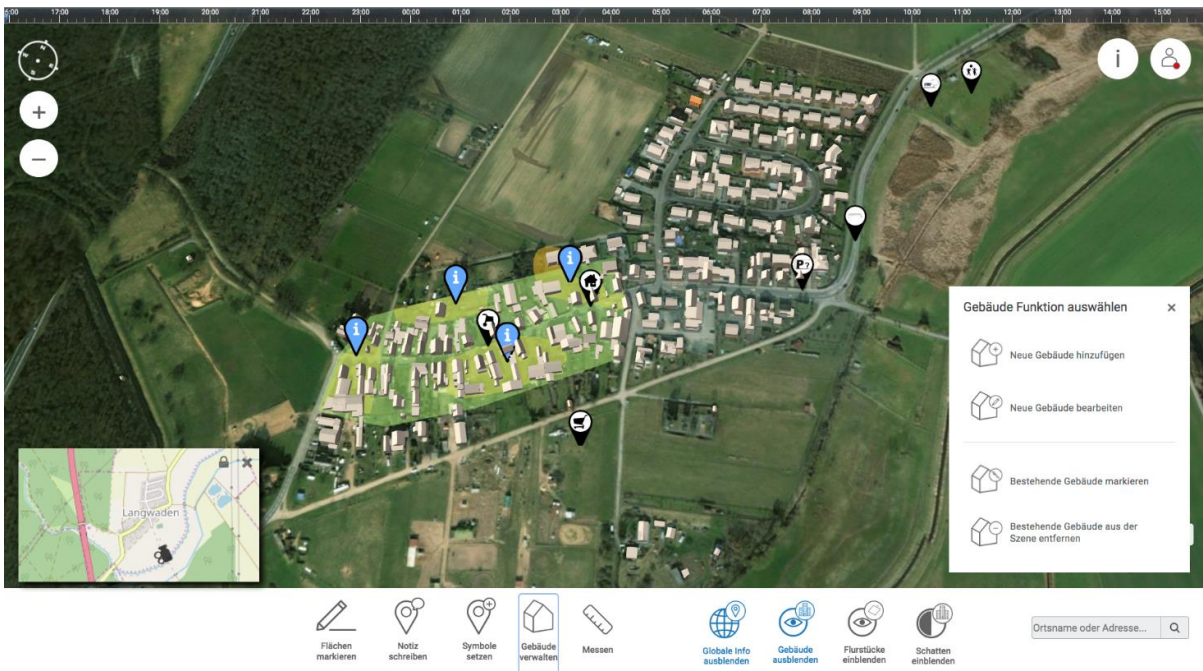 16:00 17:00 18:00 19:00 20:00 21:00 22:00 23:00 00:00 01:00 02:00 03:00 04:00 05:00 06:00 07:00 08:00 09:00 10:00 11:00 12:00 13:00 14:00 15:00
i
i
P?
i
i
i
Gebäude Funktion auswählen
Neue Gebäude hinzufügen
Neue Gebäude bearbeiten
Bestehende Gebäude markieren
Bestehende Gebäude aus der
Szene entfernen
Langwaden
Flächen
markieren
Notiz
schreiben
Symbole
setzen
Gebäude
verwalten
Messen
Globale Info
ausblenden
Gebäude
ausblenden
Flurstücke
einblenden
Schatten
einblenden
Ortsname oder Adresse...